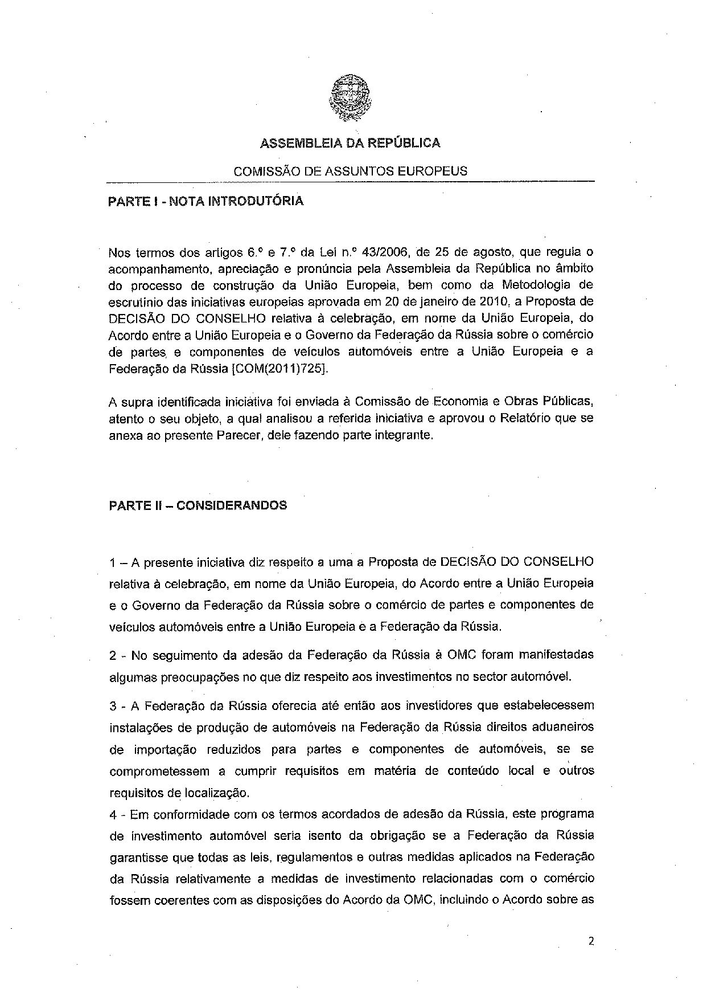 ASSEMBLEIA DA REPÚBLICA
COMISSÃO DE ASSUNTOS EUROPEUS
PARTE I - NOTA INTRODUTÓRIA
Nos termos dos artigos 6.º e 7.º da Lei n.º 43/2006, de 25 de agosto, que regula o
acompanhamento, apreciação e pronúncia pela Assembleia da República no âmbito
do processo de construção da União Europeia, bem como da Metodologia de
escrutínio das iniciativas europeias aprovada em 20 de janeiro de 2010, a Proposta de
DECISÃO DO CONSELHO relativa à celebração, em nome da União Europeia, do
Acordo entre a União Europeia e o Governo da Federação da Rússia sobre o comércio
de partes e componentes de veículos automóveis entre a União Europeia e a
Federação da Rússia [COM(2011)725].
A supra identificada iniciativa foi enviada à Comissão de Economia e Obras Públicas,
atento o seu objeto, a qual analisou a referida iniciativa e aprovou o Relatório que se
anexa ao presente Parecer, dele fazendo parte integrante.
PARTE II – CONSIDERANDOS
1 – A presente iniciativa diz respeito a uma a Proposta de DECISÃO DO CONSELHO
relativa à celebração, em nome da União Europeia, do Acordo entre a União Europeia
e o Governo da Federação da Rússia sobre o comércio de partes e componentes de
veículos automóveis entre a União Europeia e a Federação da Rússia.
2 - No seguimento da adesão da Federação da Rússia à OMC foram manifestadas
algumas preocupações no que diz respeito aos investimentos no sector automóvel.
3 - A Federação da Rússia oferecia até então aos investidores que estabelecessem
instalações de produção de automóveis na Federação da Rússia direitos aduaneiros
de importação reduzidos para partes e componentes de automóveis, se se
comprometessem a cumprir requisitos em matéria de conteúdo local e outros
requisitos de localização.
4 - Em conformidade com os termos acordados de adesão da Rússia, este programa
de investimento automóvel seria isento da obrigação se a Federação da Rússia
garantisse que todas as leis, regulamentos e outras medidas aplicados na Federação
da Rússia relativamente a medidas de investimento relacionadas com o comércio
fossem coerentes com as disposições do Acordo da OMC, incluindo o Acordo sobre as
2